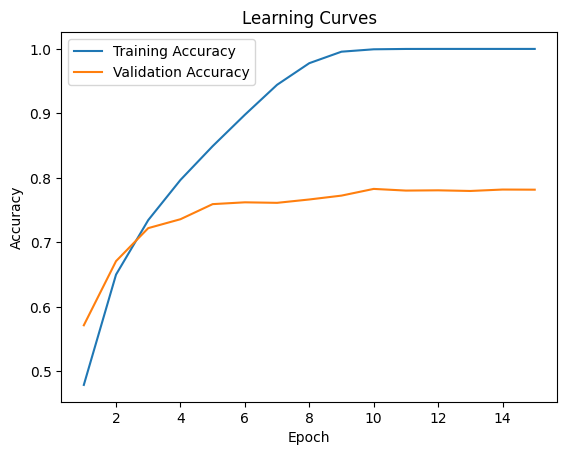 Learning Curves
Training Accuracy
Validation Accuracy
1.0
0.9
0.8
0.7
0.6
0.5
Accuracy
2 4 6 8 10 12 14
Epoch